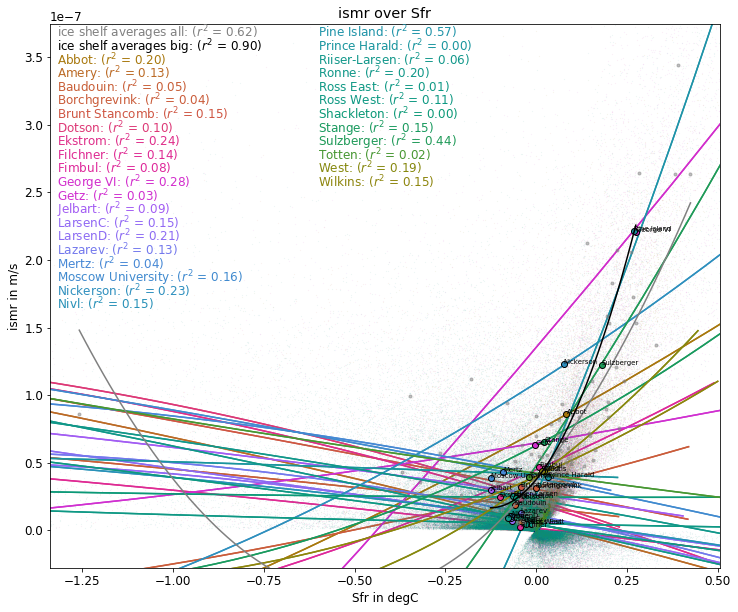 ismr over Sfr
1e−7
ice shelf averages all: (r² = 0.62)
ice shelf averages big: (r² = 0.90)
Abbot: (r² = 0.20)
Amery: (r² = 0.13)
Baudouin: (r² = 0.05)
Borchgrevink: (r² = 0.04)
Brunt Stancomb: (r² = 0.15)
Dotson: (r² = 0.10)
Ekstrom: (r² = 0.24)
Filchner: (r² = 0.14)
Fimbul: (r² = 0.08)
George VI: (r² = 0.28)
Getz: (r² = 0.03)
Jelbart: (r² = 0.09)
LarsenC: (r² = 0.15)
LarsenD: (r² = 0.21)
Lazarev: (r² = 0.13)
Mertz: (r² = 0.04)
Moscow University: (r² = 0.16)
Nickerson: (r² = 0.23)
Nivl: (r² = 0.15)
Pine Island: (r² = 0.57)
Prince Harald: (r² = 0.00)
Riiser-Larsen: (r² = 0.06)
Ronne: (r² = 0.20)
Ross East: (r² = 0.01)
Ross West: (r² = 0.11)
Shackleton: (r² = 0.00)
Stange: (r² = 0.15)
Sulzberger: (r² = 0.44)
Totten: (r² = 0.02)
West: (r² = 0.19)
Wilkins: (r² = 0.15)
3.5
3.0
2.5
2.0
1.5
1.0
0.5
0.0
ismr in m/s
Nickerson
Sulzberger
Abbot
Stange
Mertz
−1.25
−1.00
−0.75
−0.50
−0.25
0.00
0.25
0.50
Sfr in degC